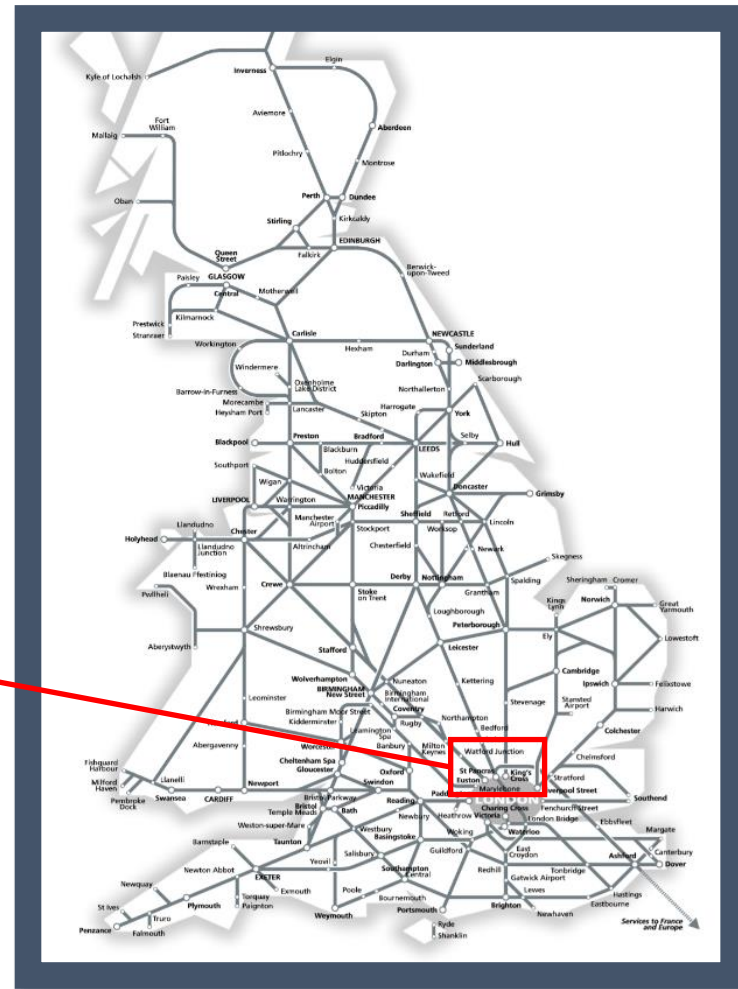 Elgin
Inverness
Kyle of Lochalsh
Aviemore
Fort
William
Mallaig
Aberdeen
Pitlochry
Montrose
Perth
Dundee
Oban
Stirling
Kirkcaldy
EDINBURGH
Queen
Street
Falkirk
Berwick-
upon-Tweed
Paisley
GLASGOW
Central
Motherwell
Prestwick
Kilmarnock
Stranraer
Carlisle
NEWCASTLE
Workington
Hexham
Sunderland
Durham
Darlington
Middlesbrough
Windermere
Scarborough
Oxenholme
Lake District
Northallerton
Barrow-in-Furness
Morecambe
Heysham Port
Lancaster
Harrogate
Skipton
York
Blackpool
Preston
Bradford
Selby
Blackburn
LEEDS
Hull
Southport
Huddersfield
Bolton
Wakefield
Wigan
Victoria
Doncaster
LIVERPOOL
Warrington
MANCHESTER
Piccadilly
Grimsby
Llandudno
Manchester
Airport
Sheffield
Retford
Lincoln
Holyhead
Chester
Stockport
Worksop
Llandudno
Junction
Altrincham
Chesterfield
Newark
Blaenau Ffestiniog
Skegness
Wrexham
Crewe
Stoke
on Trent
Derby
Nottingham
Spalding
Sheringham
Cromer
Pwllheli
Grantham
Kings
Lynn
Norwich
Great
Yarmouth
Loughborough
Shrewsbury
Peterborough
Ely
Aberystwyth
Stafford
Leicester
Lowestoft
Wolverhampton
Nuneaton
Kettering
Cambridge
BIRMINGHAM
New Street
Birmingham
International
Ipswich
Felixstowe
Leominster
Coventry
Stevenage
Stansted
Airport
Birmingham Moor Street
Kidderminster
Rugby
Northampton
Harwich
ford
Leamington
Spa
Bedford
Colchester
Abergavenny
Worcester
Banbury
Milton
Keynes
Watford Junction
Chelmsford
Cheltenham Spa
Gloucester
Oxford
St Pancras
King's
Cross
Stratford
Fishguard
Harbour
Euston
Milford
Haven
Llanelli
Newport
Swindon
Marylebone
iverpool Street
Pembroke
Dock
Swansea
CARDIFF
Bristol Parkway
Reading
Padd
LONDON
Southend
Bristol
Temple Meads
Bath
Newbury
Heathrow
Victoria
Charing Cross
Fenchurch Street
London Bridge
Ebbsfleet
Weston-super-Mare
Westbury
Basingstoke
Woking
Waterloo
Margate
Barnstaple
Taunton
Salisbury
Guildford
East
Croydon
Canterbury
Yeovil
Southampton
Central
Redhill
Tonbridge
Ashford
Dover
Newton Abbot
EXETER
Gatwick Airport
Newquay
Exmouth
Poole
Lewes
Hastings
St Ives
Plymouth
Torquay
Paignton
Bournemouth
Brighton
Eastbourne
Truro
Weymouth
Portsmouth
Newhaven
Penzance
Falmouth
Ryde
Shanklin
Services to France
and Europe